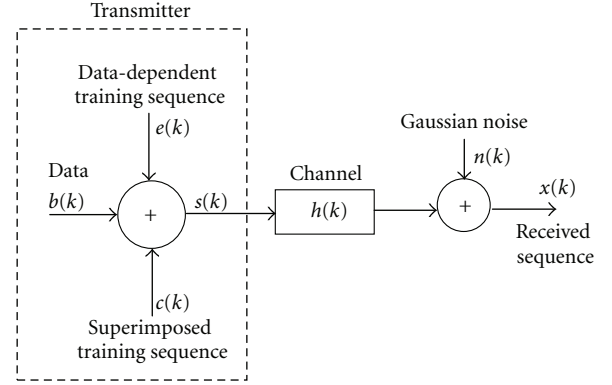 Transmitter
Data-dependent
training sequence
e(k)
Data
b(k)
+
s(k)
c(k)
Superimposed
training sequence
Channel
h(k)
Gaussian noise
n(k)
+
x(k)
Received
sequence